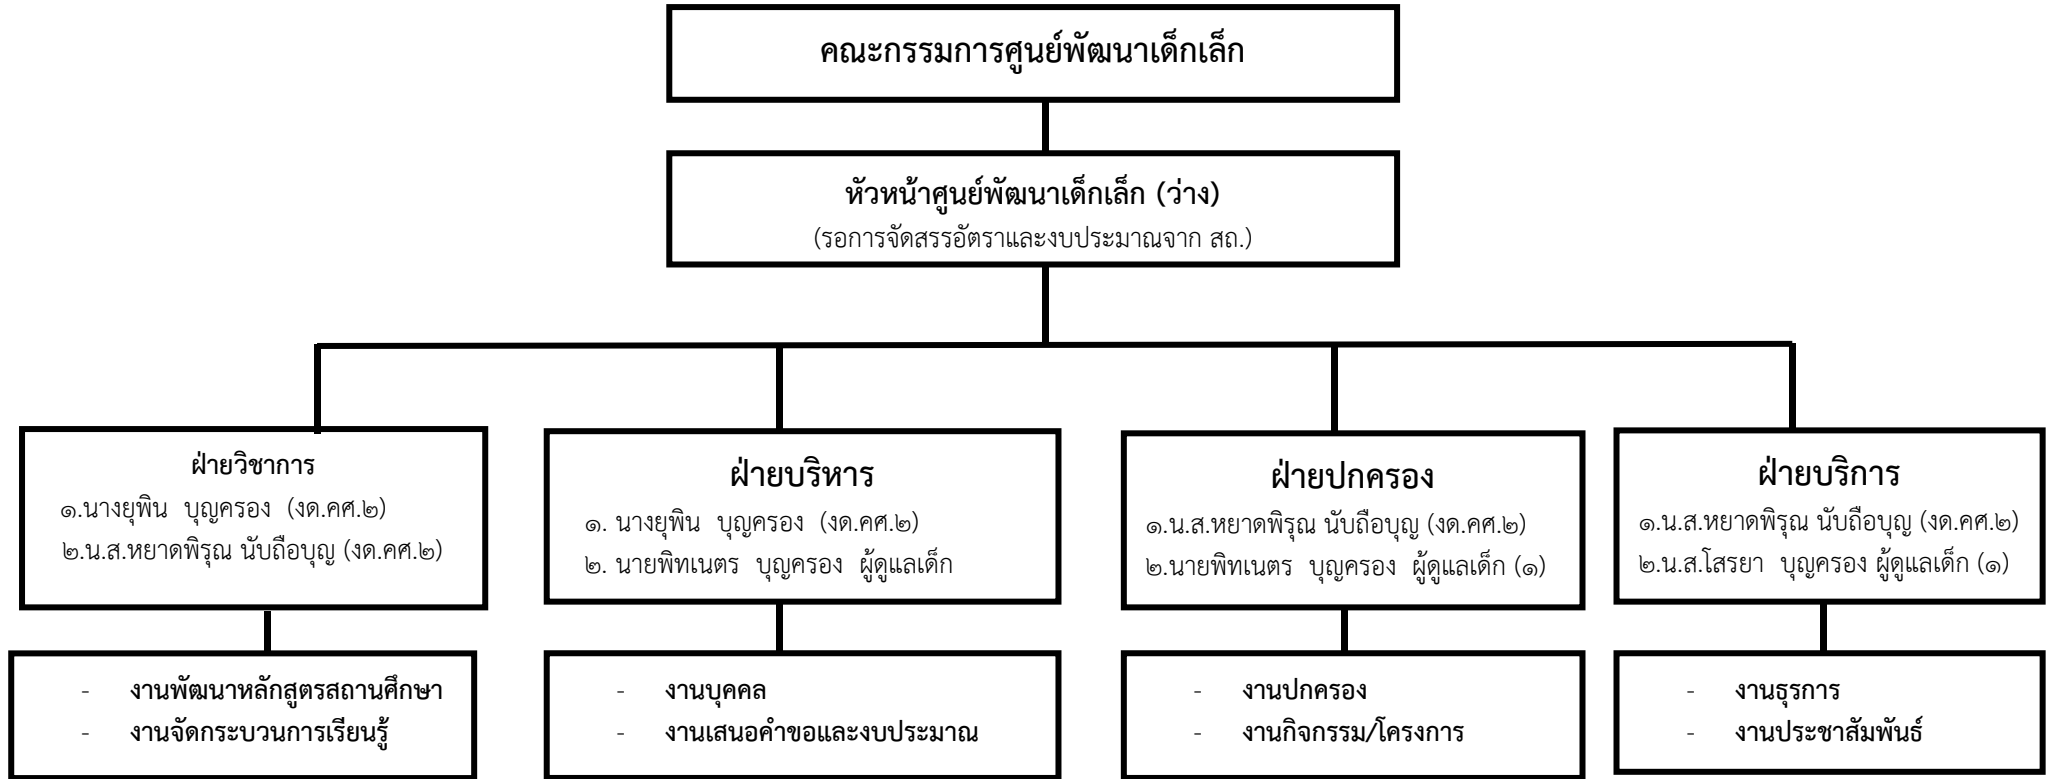 คณะกรรมการศูนย์พัฒนาเด็กเล็ก
หัวหน้าศูนย์พัฒนาเด็กเล็ก (ว่าง)
(รอการจัดสรรอัตราและงบประมาณจาก สถ.)
ฝ่ายวิชาการ
๑.นางยุพิน บุญครอง (งด.คศ.๒)
๒.น.ส.หยาดพิรุณ นับถือบุญ (งด.คศ.๒)
ฝ่ายบริหาร
๑. นางยุพิน บุญครอง (งด.คศ.๒)
๒. นายพิทเนตร บุญครอง ผู้ดูแลเด็ก
ฝ่ายปกครอง
๑.น.ส.หยาดพิรุณ นับถือบุญ (งด.คศ.๒)
๒.นายพิทเนตร บุญครอง ผู้ดูแลเด็ก (๑)
ฝ่ายบริการ
๑.น.ส.หยาดพิรุณ นับถือบุญ (งด.คศ.๒)
๒.น.ส.โสรยา บุญครอง ผู้ดูแลเด็ก (๑)
- งานพัฒนาหลักสูตรสถานศึกษา
- งานจัดกระบวนการเรียนรู้
- งานบุคคล
- งานเสนอคำขอและงบประมาณ
- งานปกครอง
- งานกิจกรรม/โครงการ
- งานธุรการ
- งานประชาสัมพันธ์